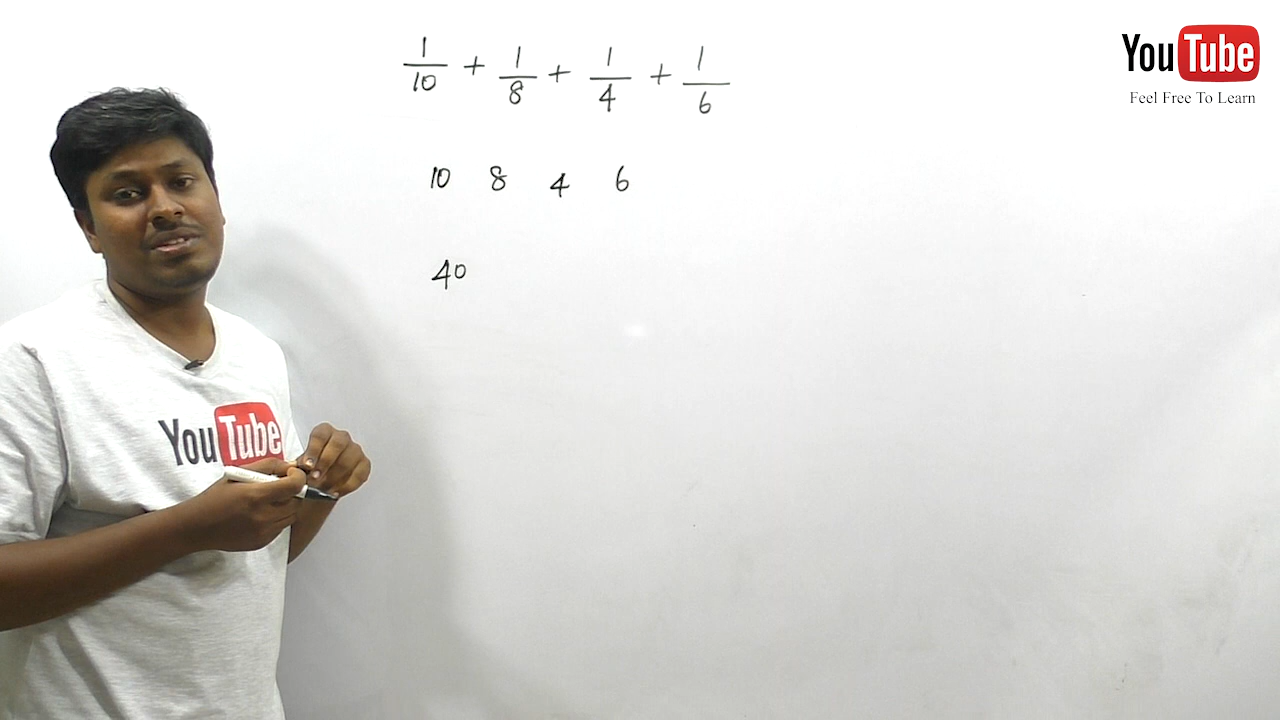 YouTube
Feel Free To Learn
1/10 + 1/8 + 1/4 + 1/6
10 8 4 6
40
YouTube